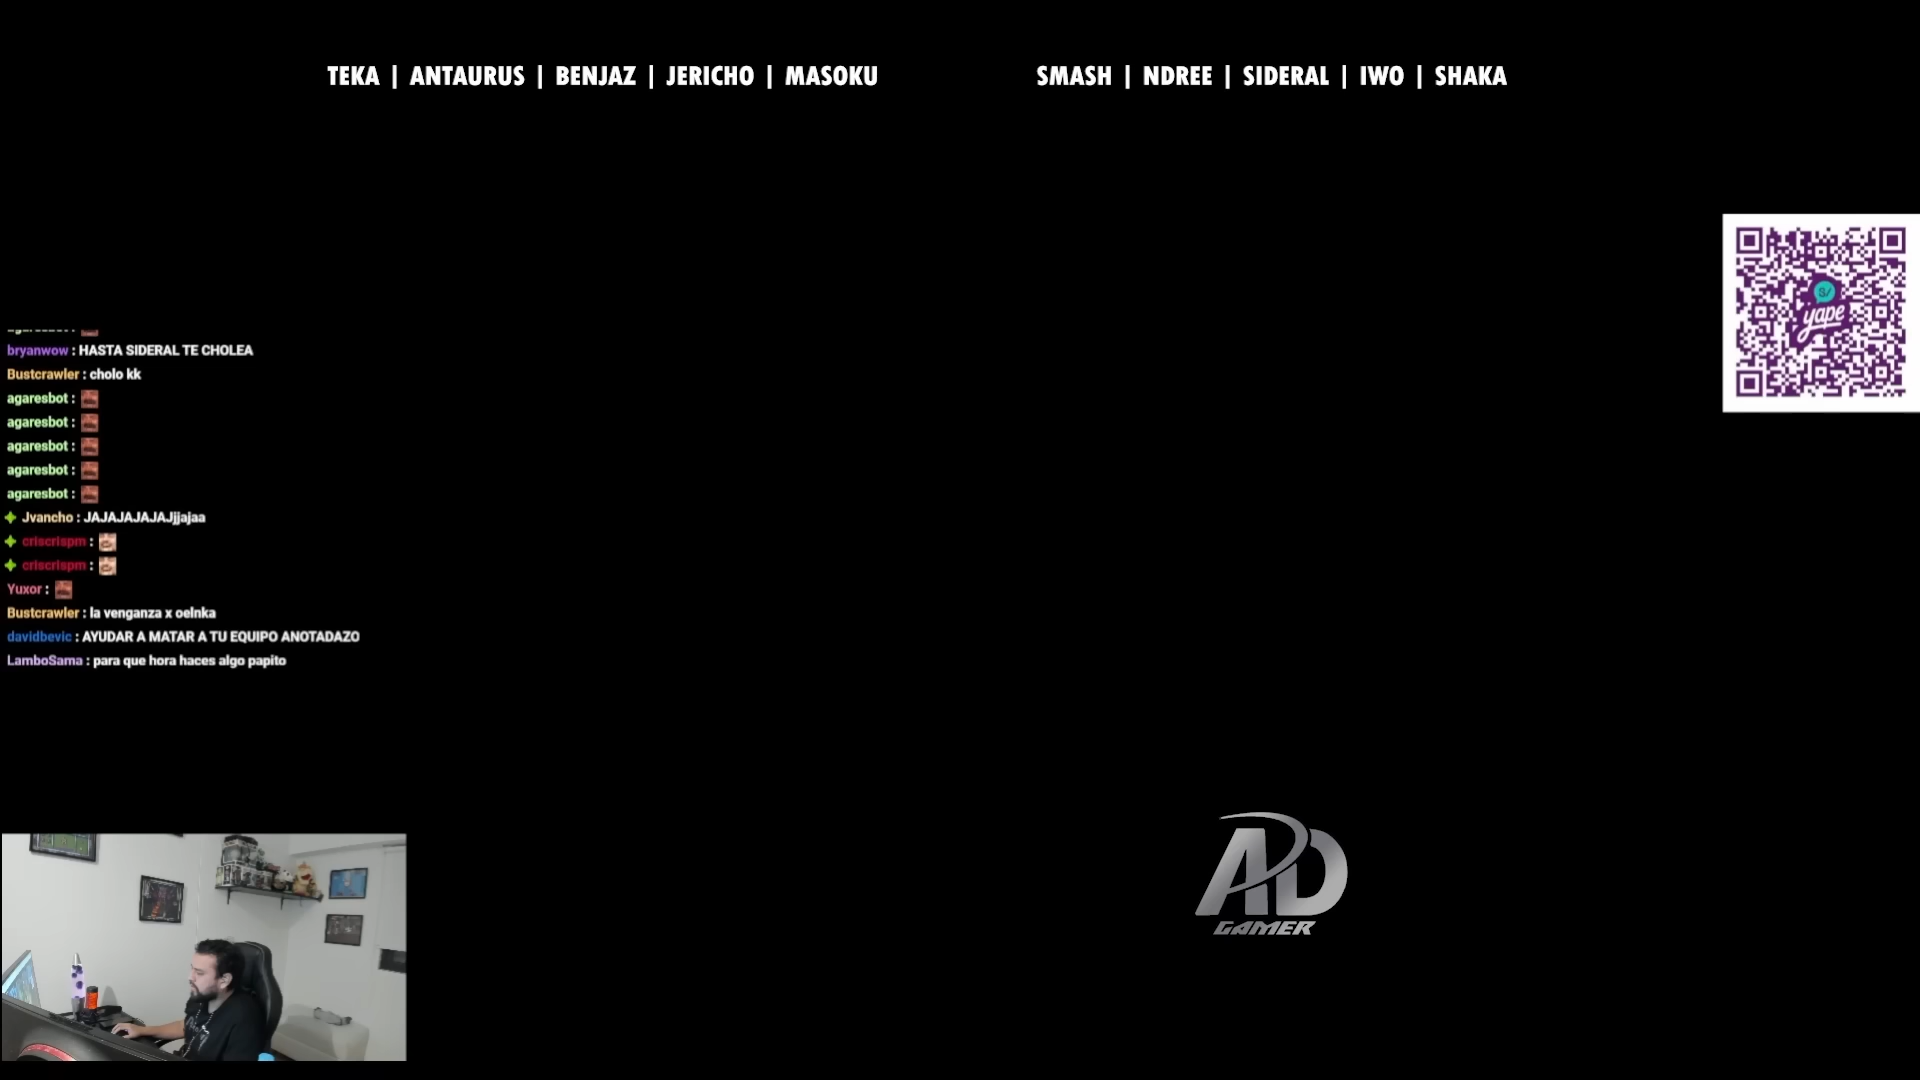 TEKA | ANTAURUS | BENJAZ | JERICHO | MASOKU
SMASH | NDREE | SIDERAL | IWO | SHAKA
S/
yape
bryanwow : HASTA SIDERAL TE CHOLEA
Bustcrawler : cholo kk
agaresbot :
agaresbot :
agaresbot :
agaresbot :
agaresbot :
Jvancho : JAJAJAJAJAJjjajaa
criscrispm :
criscrispm :
Yuxor :
Bustcrawler : la venganza x oelnka
davidbevic : AYUDAR A MATAR A TU EQUIPO ANOTADAZO
LamboSama : para que hora haces algo papito
AD
GAMER